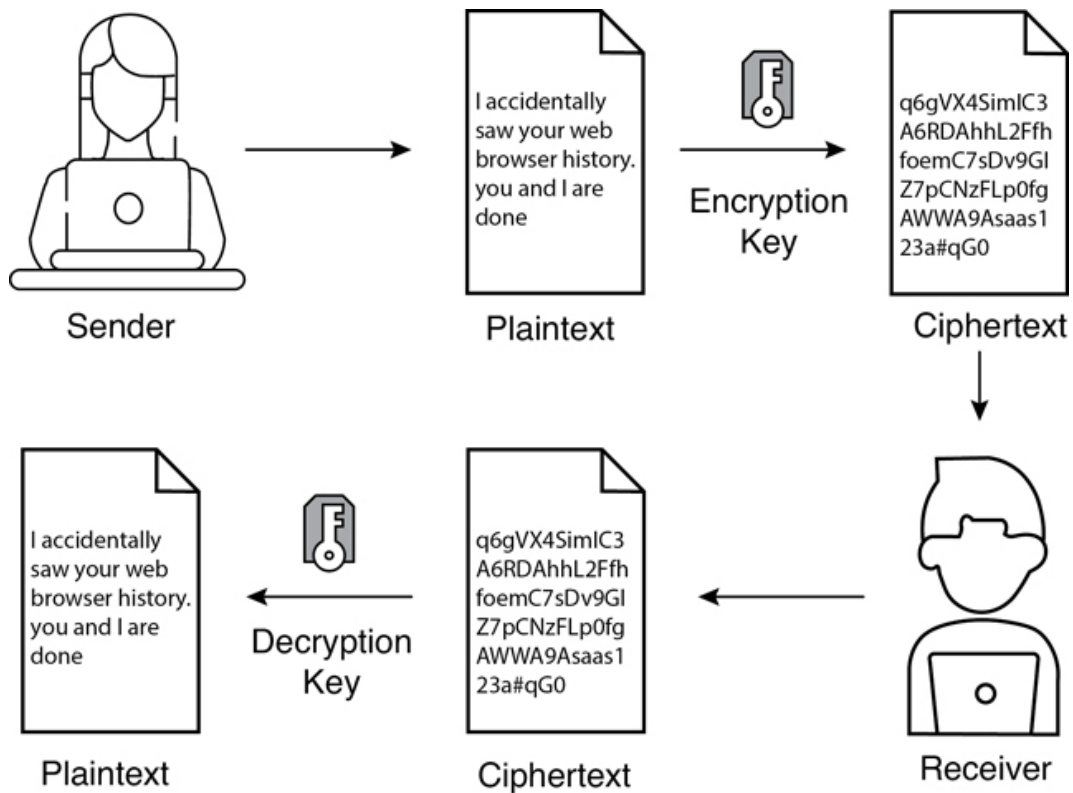 I accidentally
saw your web
browser history.
you and I are
done
Encryption
Key
q6gVX4SimIC3
A6RDAhhL2Ffh
foemC7sDv9GI
Z7pCNzFLp0fg
AWWA9Asaas1
23a#qG0
Sender
Plaintext
Ciphertext
I accidentally
saw your web
browser history.
you and I are
done
Decryption
Key
q6gVX4SimIC3
A6RDAhhL2Ffh
foemC7sDv9GI
Z7pCNzFLp0fg
AWWA9Asaas1
23a#qG0
Plaintext
Ciphertext
Receiver